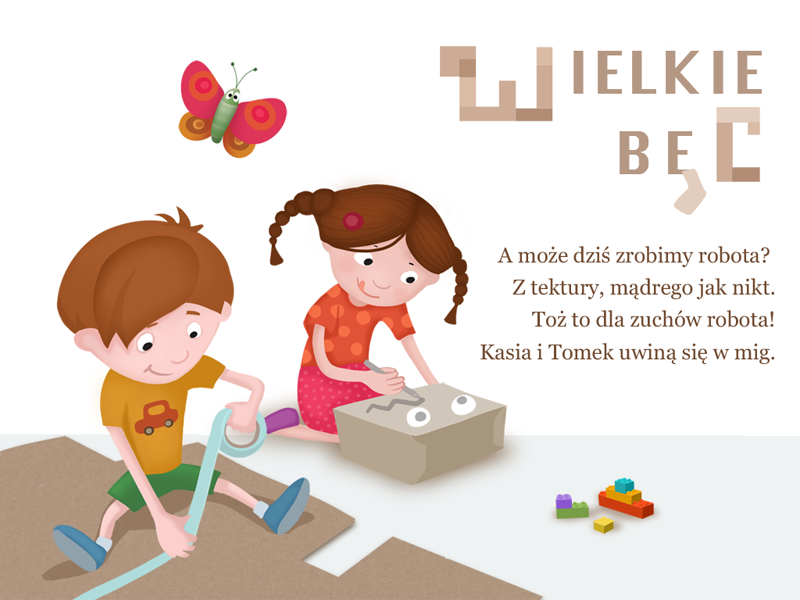 WIELKIE
BĘC
A może dziś zrobimy robota?
Z tektury, mądrego jak nikt.
Toż to dla zuchów robota!
Kasia i Tomek uwiną się w mig.